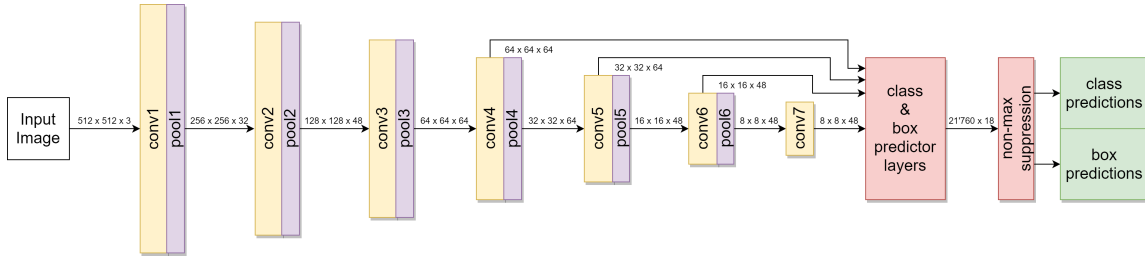 Input
Image
512 x 512 x 3
conv1
pool1
256 x 256 x 32
conv2
pool2
128 x 128 x 48
conv3
pool3
64 x 64 x 64
conv4
pool4
64 x 64 x 64
32 x 32 x 64
conv5
pool5
32 x 32 x 64
16 x 16 x 48
conv6
pool6
16 x 16 x 48
8 x 8 x 48
conv7
8 x 8 x 48
class
&
box
predictor
layers
21'760 x 18
non-max
suppression
class
predictions
box
predictions